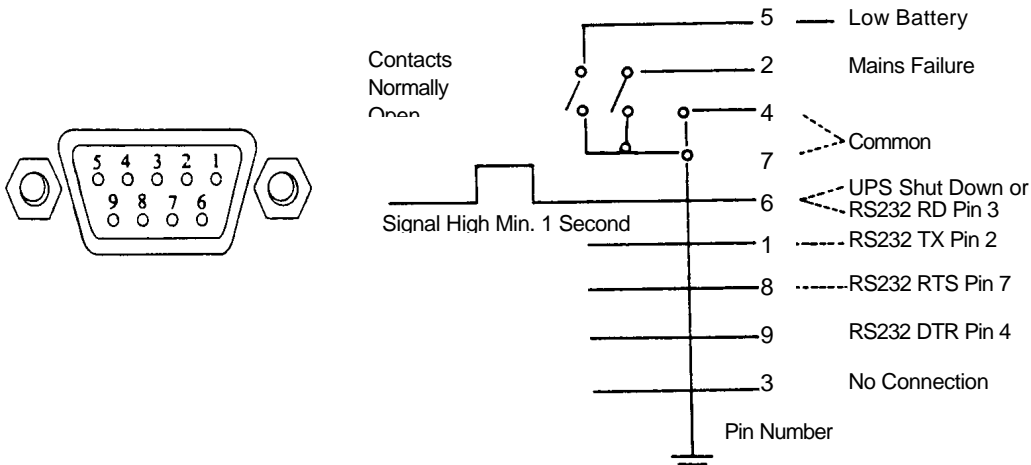 5 4 3 2 1
9 8 7 6
Contacts
Normally
Open
Signal High Min. 1 Second
5 Low Battery
2 Mains Failure
4
Common
7
6 UPS Shut Down or
RS232 RD Pin 3
1 RS232 TX Pin 2
8 RS232 RTS Pin 7
9 RS232 DTR Pin 4
3 No Connection
Pin Number